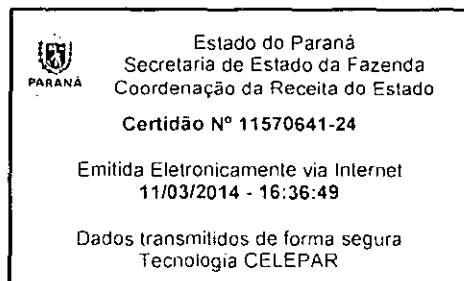 Estado do Paraná
Secretaria de Estado da Fazenda
PARANÁ
Coordenação da Receita do Estado
Certidão Nº 11570641-24
Emitida Eletronicamente via Internet
11/03/2014 - 16:36:49
Dados transmitidos de forma segura
Tecnologia CELEPAR